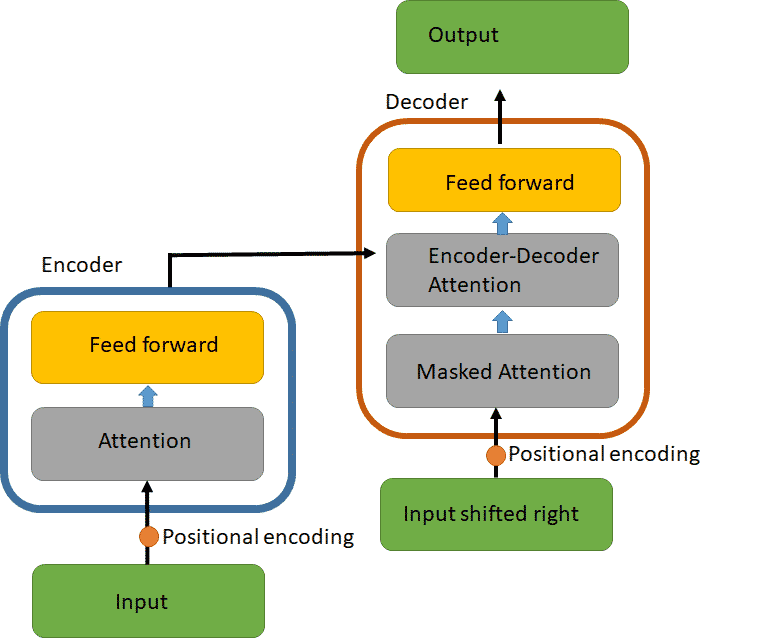 Output
Decoder
Feed forward
Encoder-Decoder
Attention
Masked Attention
Positional encoding
Input shifted right
Encoder
Feed forward
Attention
Positional encoding
Input